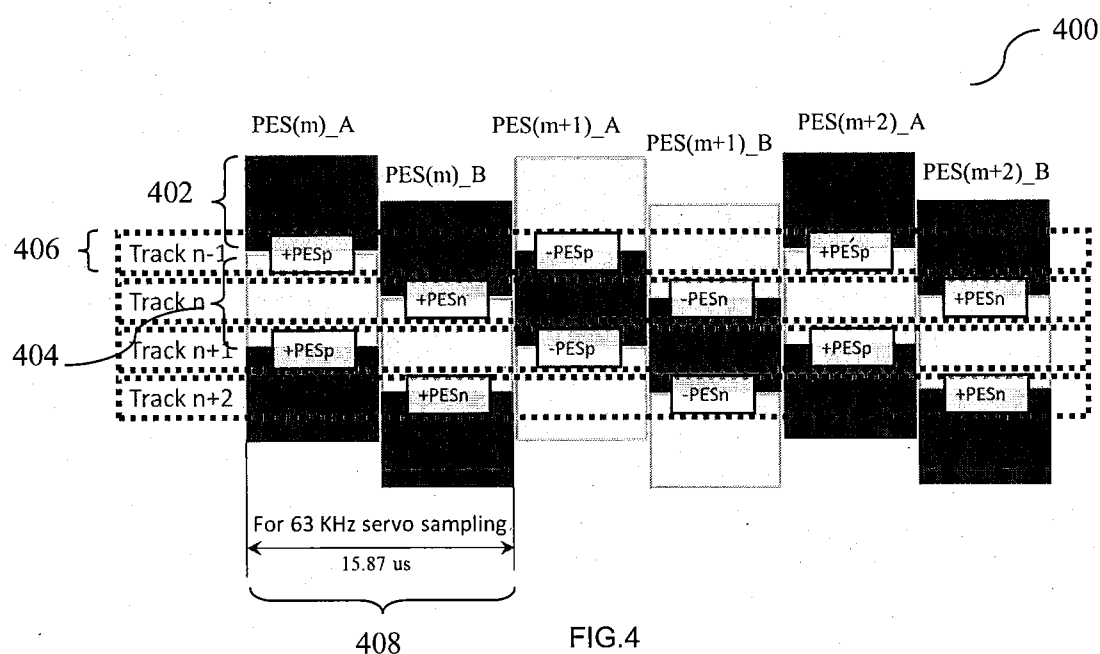 400
PES(m)_A
PES(m+1)_A
PES(m+2)_A
PES(m)_B
PES(m+1)_B
PES(m+2)_B
402
406
Track n-1
+PESp
-PESp
+PESp
Track n
+PESn
-PESn
+PESn
404
Track n+1
+PESp
-PESp
+PESp
Track n+2
+PESn
-PESn
+PESn
For 63 KHz servo sampling
15.87 us
408
FIG.4